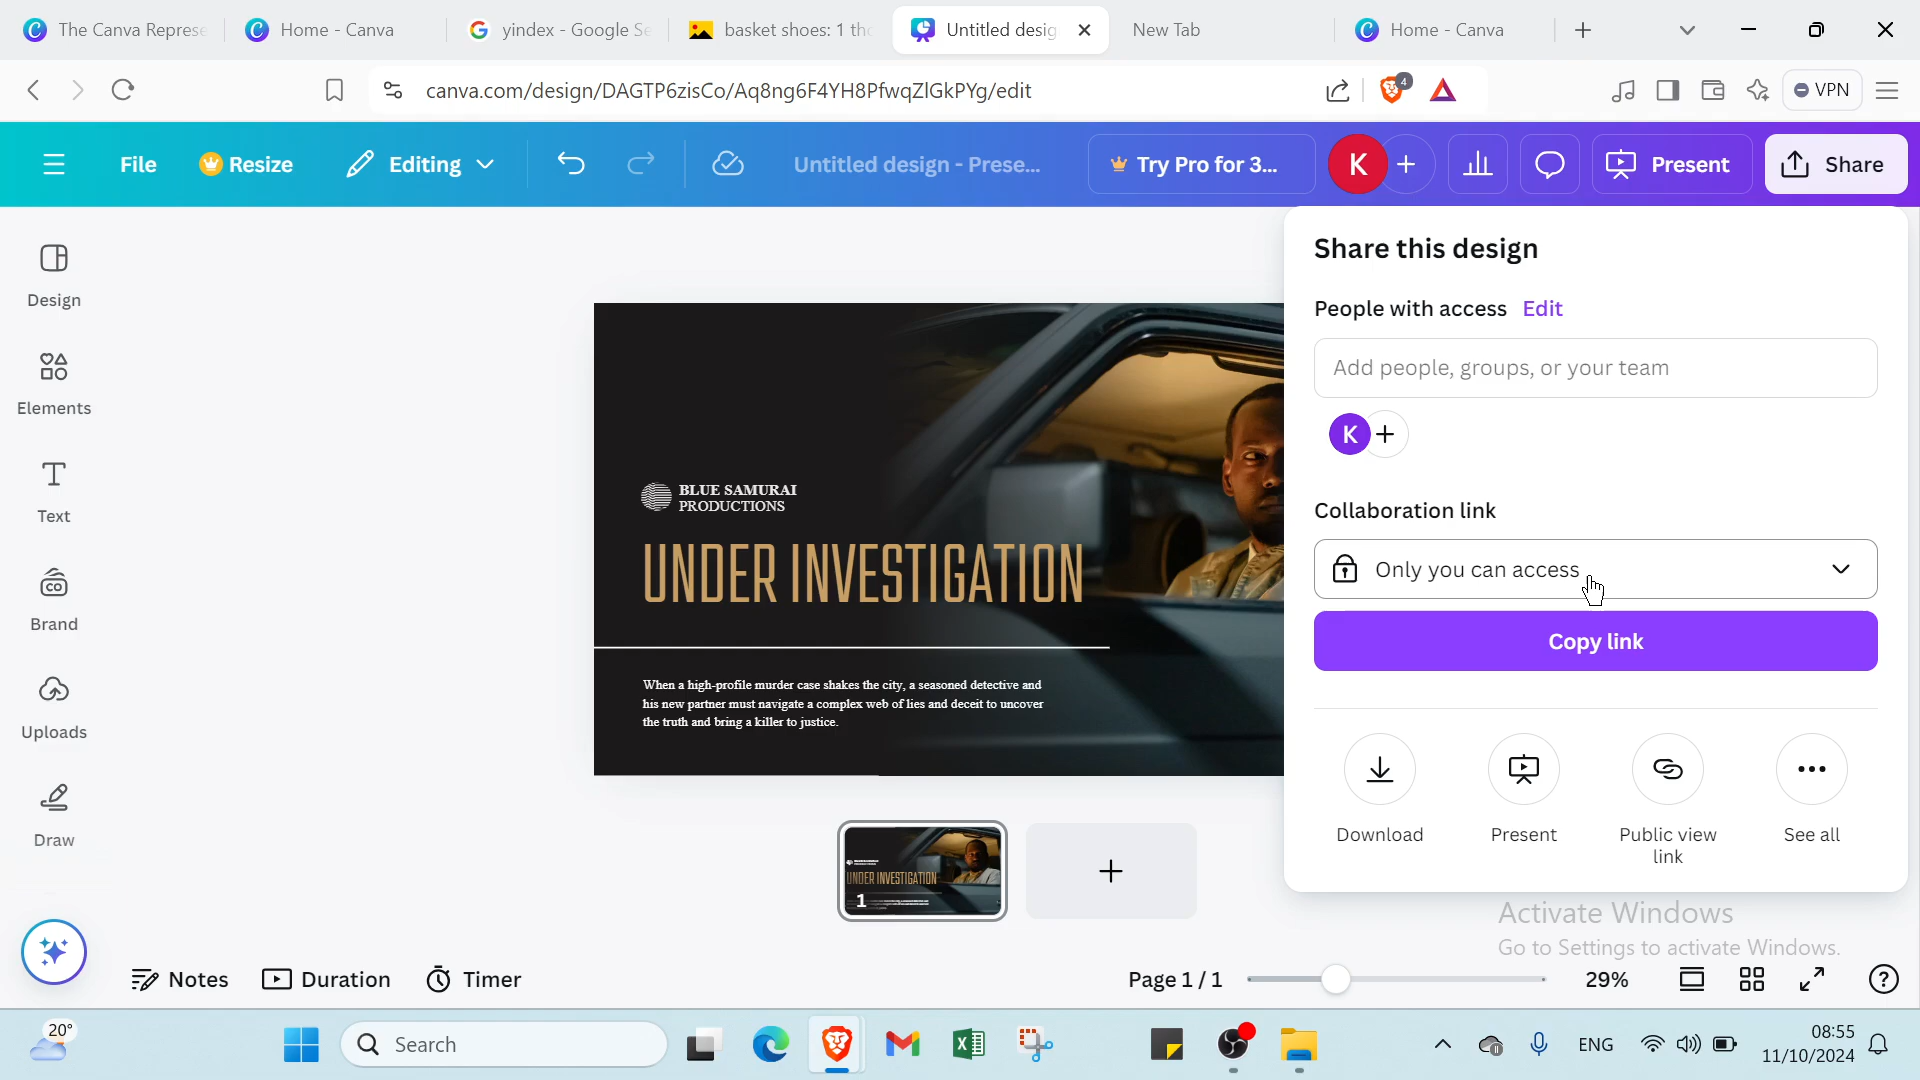 The Canva Represe
Home - Canva
yindex - Google Se
basket shoes: 1 tho
Untitled desig
New Tab
Home - Canva
canva.com/design/DAGTP6zisCo/Aq8ng6F4YH8PfwqZlGkPYg/edit
4
VPN
File
Resize
Editing
Untitled design - Prese...
Try Pro for 3...
K
Present
Share
Design
Elements
Text
Brand
Uploads
Draw
BLUE SAMURAI
PRODUCTIONS
UNDER INVESTIGATION
When a high-profile murder case shakes the city, a seasoned detective and
his new partner must navigate a complex web of lies and deceit to uncover
the truth and bring a killer to justice.
Share this design
People with access Edit
Add people, groups, or your team
K
Collaboration link
Only you can access
Copy link
Download
Present
Public view
link
See all
UNDER INVESTIGATION
1
Activate Windows
Go to Settings to activate Windows.
Notes
Duration
Timer
Page 1 / 1
29%
20°
Search
ENG
08:55
11/10/2024